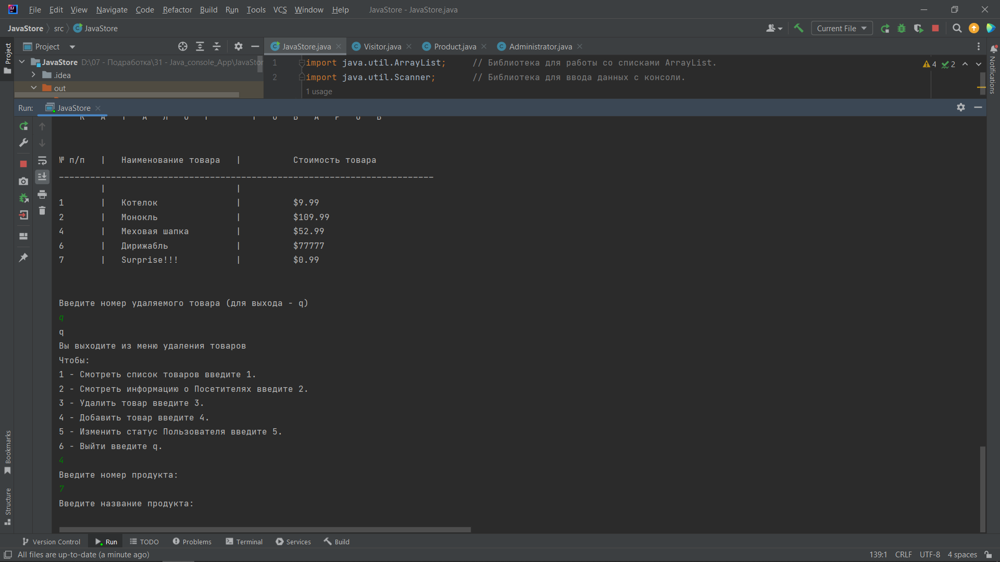 File Edit View Navigate Code Refactor Build Run Tools VCS Window Help JavaStore - JavaStore.java
JavaStore src JavaStore Current File
Project
Project JavaStore.java Visitor.java Product.java Administrator.java
JavaStore D:\07 - Подработка\31 - Java_console_App\JavaStor
.idea
out
1 import java.util.ArrayList; // Библиотека для работы со списками ArrayList.
2 import java.util.Scanner; // Библиотека для ввода данных с консоли.
1 usage
4 2
Notifications
Run: JavaStore
К А Т А Л О Г Т О В А Р О В
№ п/п | Наименование товара | Стоимость товара
________________________________________________________________________
| |
1 | Котелок | $9.99
2 | Монокль | $109.99
4 | Меховая шапка | $52.99
6 | Дирижабль | $77777
7 | Surprise!!! | $0.99
Введите номер удаляемого товара (для выхода - q)
q
q
Вы выходите из меню удаления товаров
Чтобы:
1 - Смотреть список товаров введите 1.
2 - Смотреть информацию о Посетителях введите 2.
3 - Удалить товар введите 3.
4 - Добавить товар введите 4.
5 - Изменить статус Пользователя введите 5.
6 - Выйти введите q.
4
Введите номер продукта:
7
Введите название продукта:
Bookmarks
Structure
Version Control Run TODO Problems Terminal Services Build
All files are up-to-date (a minute ago) 139:1 CRLF UTF-8 4 spaces